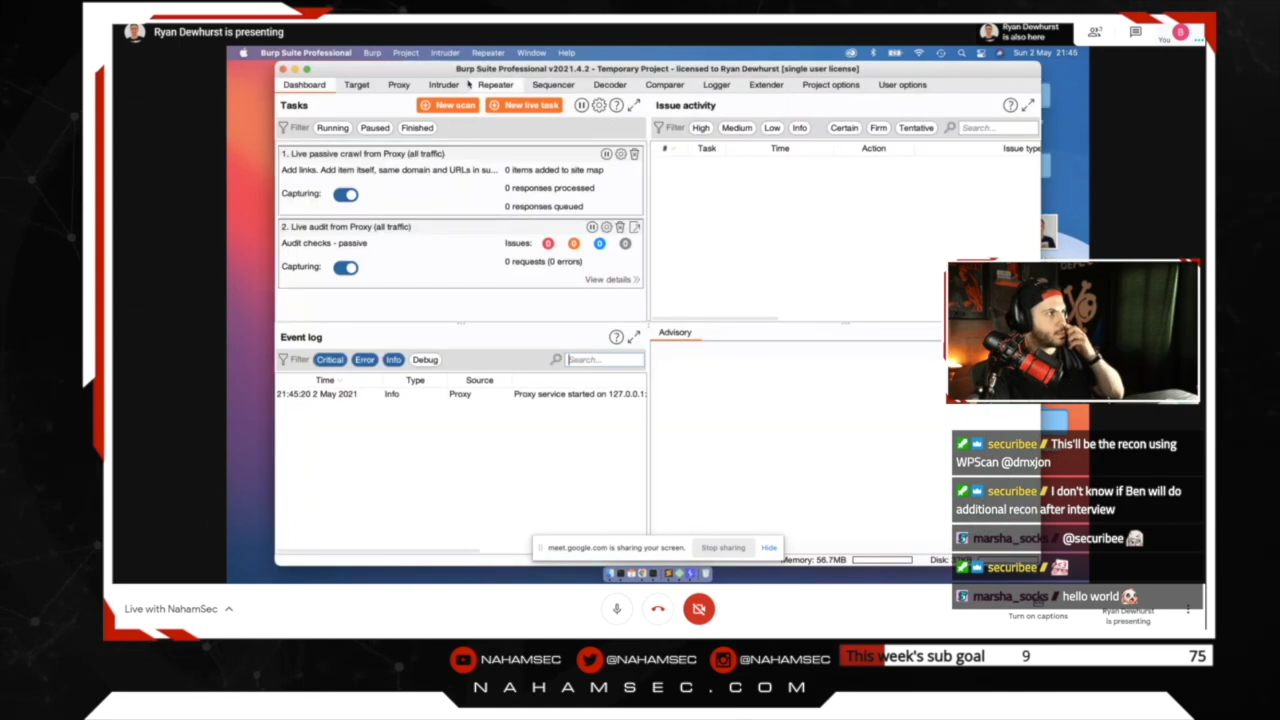 Ryan Dewhurst is presenting
Ryan Dewhurst
is also here
You
B
Burp Suite Professional Burp Project Intruder Repeater Window Help
Sun 2 May 21:45
Burp Suite Professional v2021.4.2 - Temporary Project - licensed to Ryan Dewhurst [single user license]
Dashboard Target Proxy Intruder Repeater Sequencer Decoder Comparer Logger Extender Project options User options
Tasks
New scan
New live task
Filter Running Paused Finished
1. Live passive crawl from Proxy (all traffic)
Add links. Add item itself, same domain and URLs in su...
0 items added to site map
0 responses processed
Capturing:
0 responses queued
2. Live audit from Proxy (all traffic)
Audit checks - passive
Issues: 0 0 0 0
0 requests (0 errors)
Capturing:
View details
Issue activity
Filter High Medium Low Info Certain Firm Tentative Search...
# Task Time Action Issue type
Event log
Filter Critical Error Info Debug Search...
Time Type Source
21:45:20 2 May 2021 Info Proxy Proxy service started on 127.0.0.1:
Advisory
meet.google.com is sharing your screen. Stop sharing Hide
Memory: 56.7MB
Disk:
securibee // This'll be the recon using
WPScan @dmxjon
securibee // I don't know if Ben will do
additional recon after interview
marsha_socks // @securibee
securibee //
marsha_socks // hello world
Live with NahamSec
Turn on captions
Ryan Dewhurst
is presenting
NAHAMSEC @NAHAMSEC @NAHAMSEC
This week's sub goal 9 75
NAHAMSEC.COM